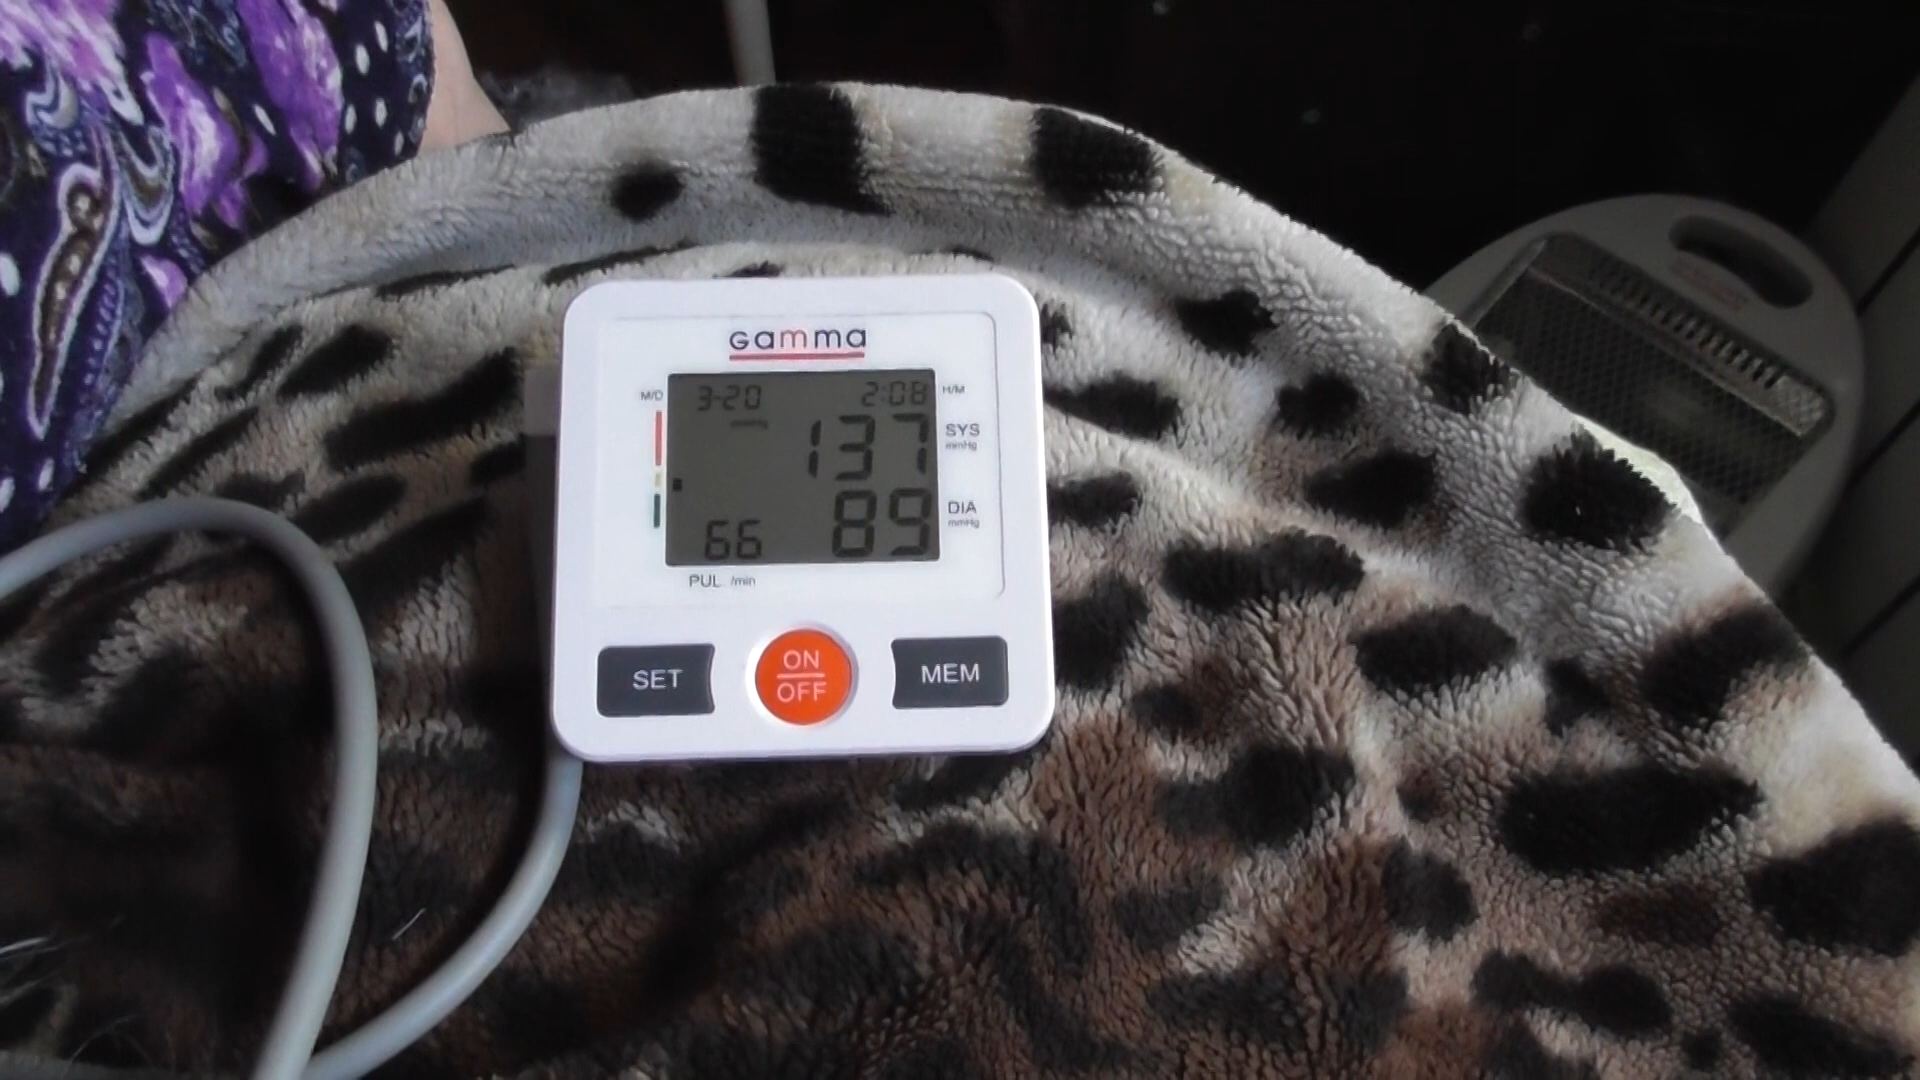 Gamma
M/D 3-20 2:08 H/M
137 SYS
mmHg
89 DIA
mmHg
66
PUL /min
SET
ON
OFF
MEM